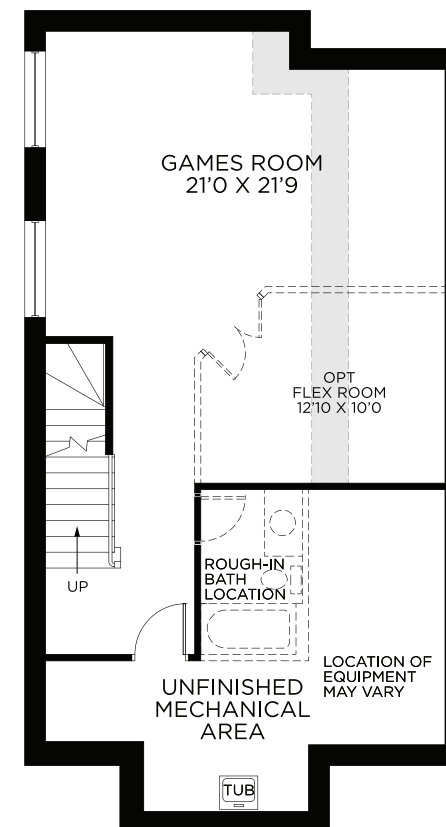 GAMES ROOM
21'0 X 21'9
OPT
FLEX ROOM
12'10 X 10'0
UP
ROUGH-IN
BATH
LOCATION
LOCATION OF
EQUIPMENT
MAY VARY
UNFINISHED
MECHANICAL
AREA
TUB